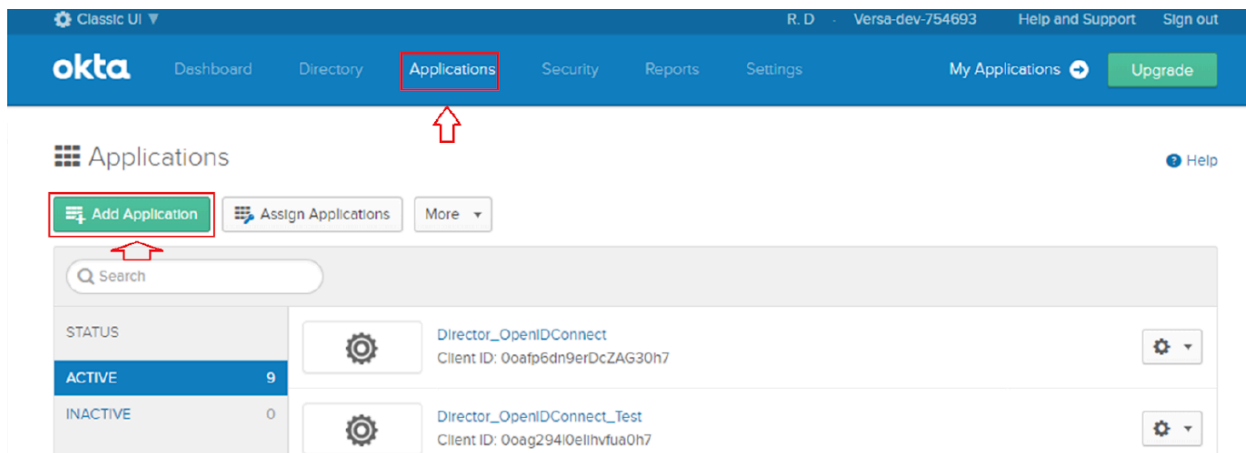 Classic UI
R. D - Versa-dev-754693 Help and Support Sign out
okta Dashboard Directory Applications Security Reports Settings My Applications Upgrade
Applications
Help
Add Application Assign Applications More
Search
STATUS
Director_OpenIDConnect
Client ID: 0oafp6dn9erDcZAG30h7
ACTIVE 9
INACTIVE 0
Director_OpenIDConnect_Test
Client ID: 0oag294l0ellhvfua0h7